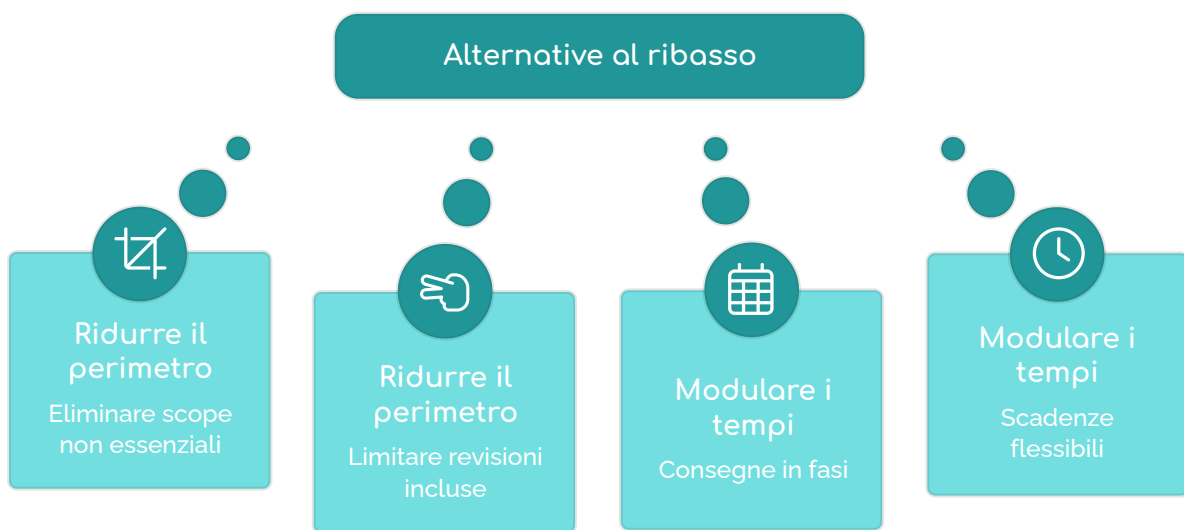 Alternative al ribasso
Ridurre il
perimetro
Eliminare scope
non essenziali
Ridurre il
perimetro
Limitare revisioni
incluse
Modulare i
tempi
Consegne in fasi
Modulare i
tempi
Scadenze
flessibili